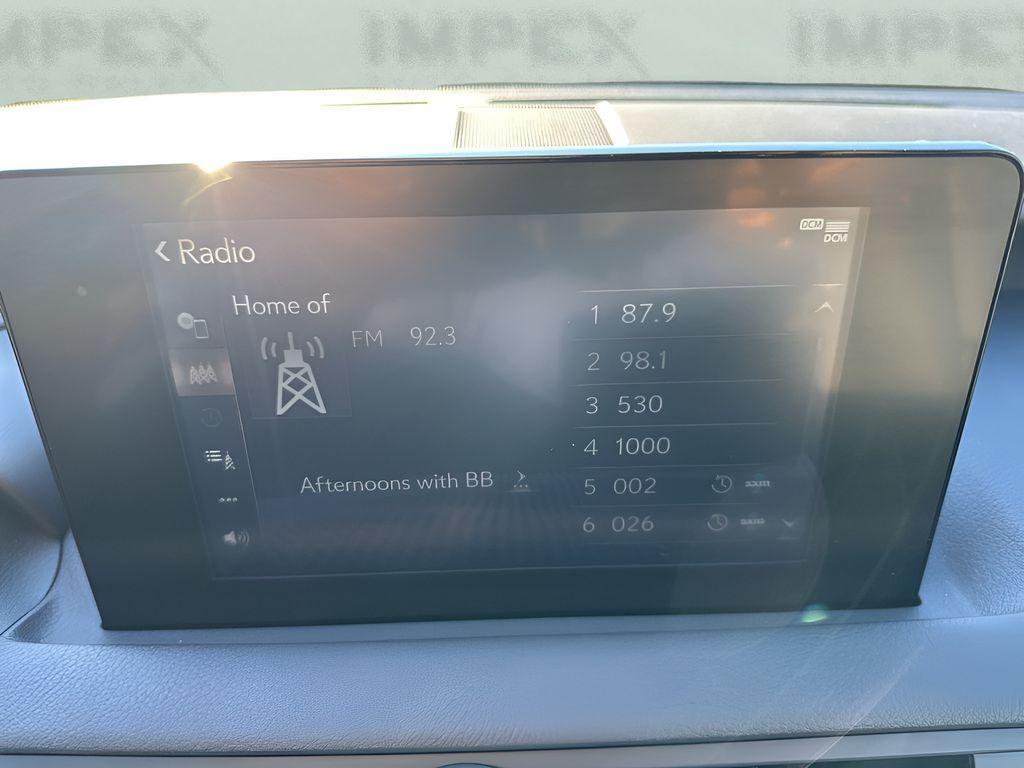 IMPEX IMPEX IMPEX
Radio
DCM
DCM
Home of
FM 92.3
1 87.9
2 98.1
3 530
4 1000
Afternoons with BB
5 002
6 026